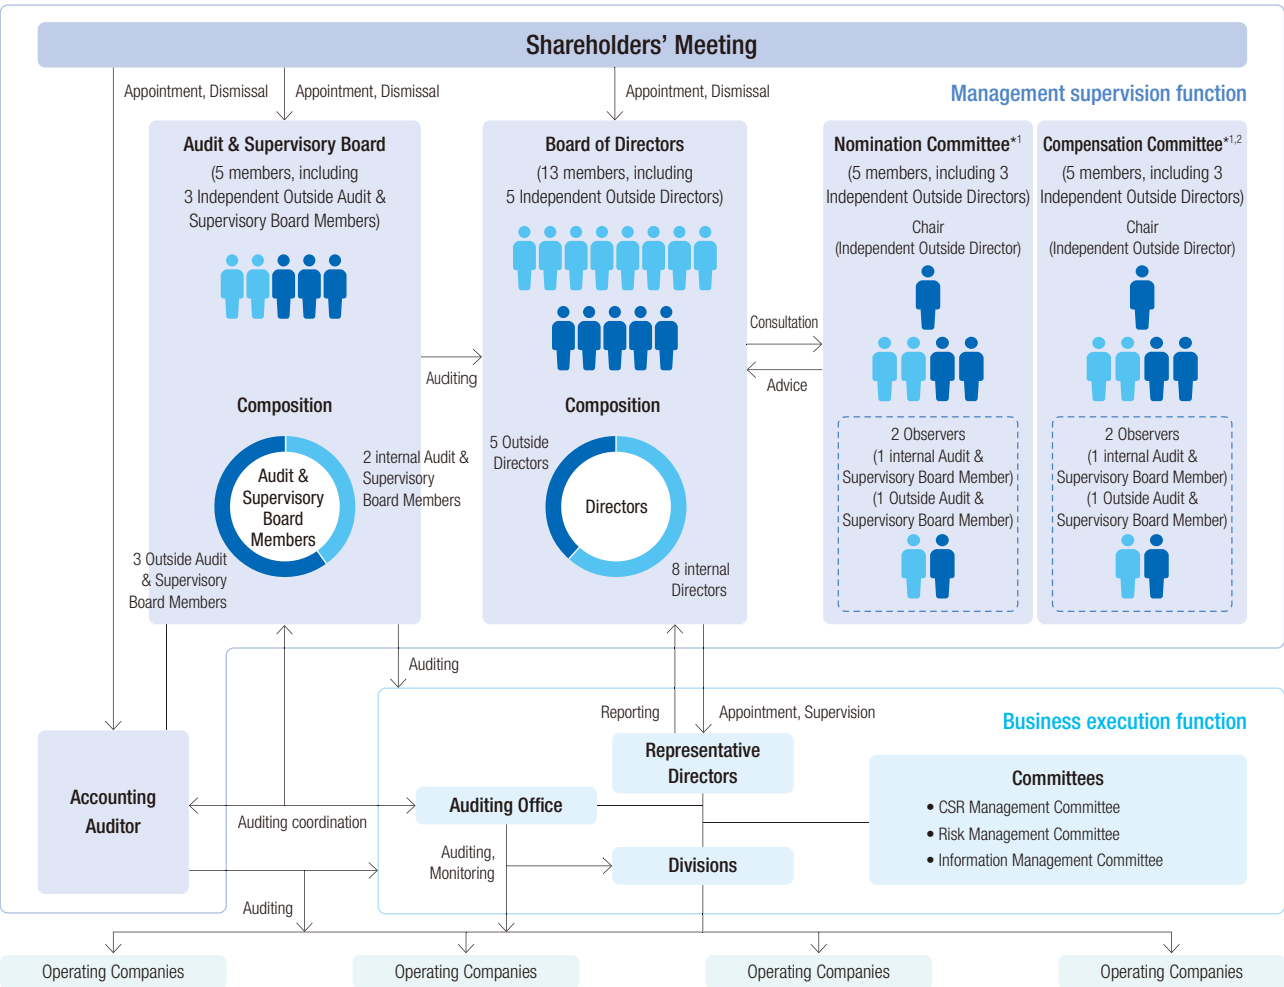 Shareholders’ Meeting
Appointment, Dismissal
Appointment, Dismissal
Appointment, Dismissal
Management supervision function
Audit & Supervisory Board
(5 members, including
3 Independent Outside Audit &
Supervisory Board Members)
Composition
Audit &
Supervisory
Board
Members
2 internal Audit &
Supervisory
Board Members
3 Outside Audit
& Supervisory
Board Members
Auditing
Board of Directors
(13 members, including
5 Independent Outside Directors)
Composition
5 Outside
Directors
Directors
8 internal
Directors
Consultation
Advice
Nomination Committee*1
(5 members, including 3
Independent Outside Directors)
Chair
(Independent Outside Director)
2 Observers
(1 internal Audit &
Supervisory Board Member)
(1 Outside Audit &
Supervisory Board Member)
Compensation Committee*1,2
(5 members, including 3
Independent Outside Directors)
Chair
(Independent Outside Director)
2 Observers
(1 internal Audit &
Supervisory Board Member)
(1 Outside Audit &
Supervisory Board Member)
Auditing
Reporting
Appointment, Supervision
Business execution function
Representative
Directors
Accounting
Auditor
Auditing coordination
Auditing Office
Auditing,
Monitoring
Divisions
Committees
• CSR Management Committee
• Risk Management Committee
• Information Management Committee
Auditing
Operating Companies
Operating Companies
Operating Companies
Operating Companies